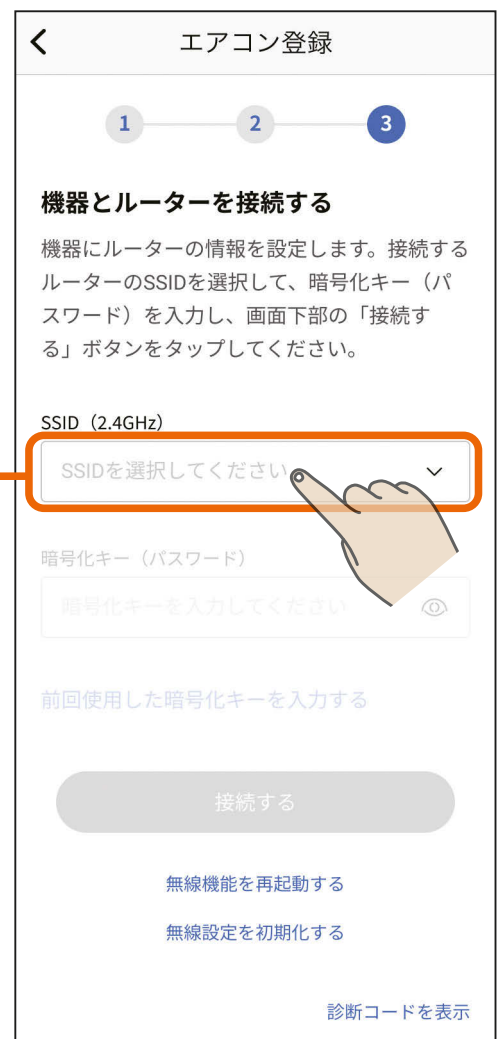 エアコン登録
1 2 3
機器とルーターを接続する
機器にルーターの情報を設定します。接続する
ルーターのSSIDを選択して、暗号化キー（パ
スワード）を入力し、画面下部の「接続す
る」ボタンをタップしてください。
SSID（2.4GHz）
SSIDを選択してください
暗号化キー（パスワード）
暗号化キーを入力してください
前回使用した暗号化キーを入力する
接続する
無線機能を再起動する
無線設定を初期化する
診断コードを表示